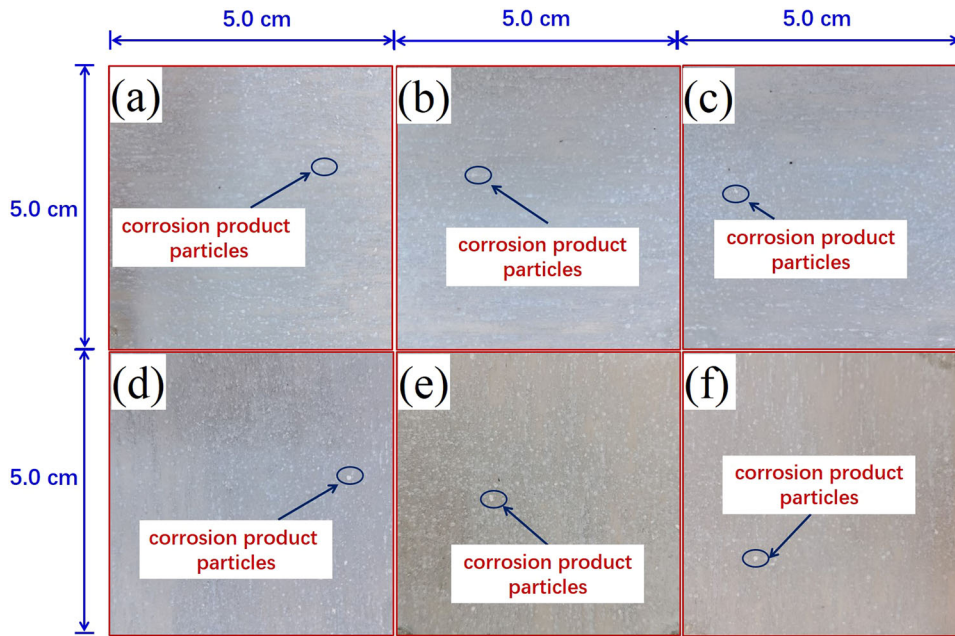 5.0 cm 5.0 cm 5.0 cm
5.0 cm
(a)
corrosion product
particles
(b)
corrosion product
particles
(c)
corrosion product
particles
5.0 cm
(d)
corrosion product
particles
(e)
corrosion product
particles
(f)
corrosion product
particles